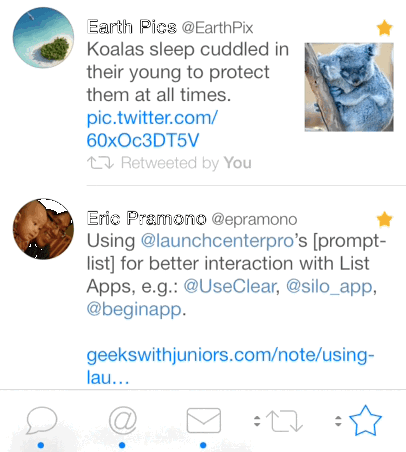 Earth Pics @EarthPix
Koalas sleep cuddled in
their young to protect
them at all times.
pic.twitter.com/
60xOc3DT5V
Retweeted by You
Eric Pramono @epramono
Using @launchcenterpro's [prompt-
list] for better interaction with List
Apps, e.g.: @UseClear, @silo_app,
@beginapp.
geekswithjuniors.com/note/using-
lau…